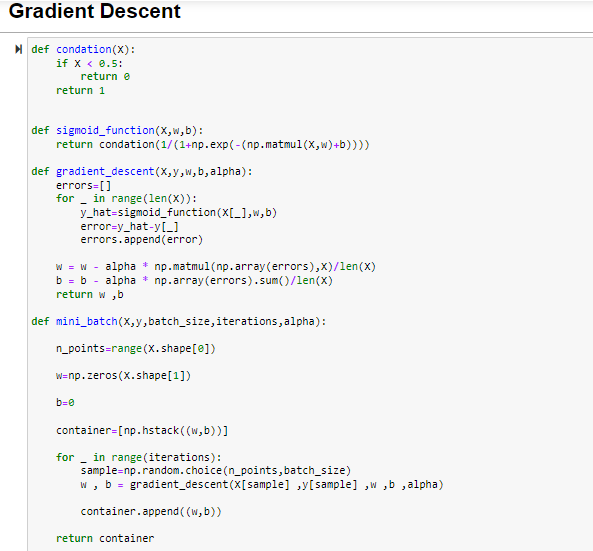 Gradient Descent
def condation(X):
    if X < 0.5:
        return 0
    return 1
def sigmoid_function(X,w,b):
    return condation(1/(1+np.exp(-(np.matmul(X,w)+b))))
def gradient_descent(X,y,w,b,alpha):
    errors=[]
    for _ in range(len(X)):
        y_hat=sigmoid_function(X[_],w,b)
        error=y_hat-y[_]
        errors.append(error)
    w = w - alpha * np.matmul(np.array(errors),X)/len(X)
    b = b - alpha * np.array(errors).sum()/len(X)
    return w ,b
def mini_batch(X,y,batch_size,iterations,alpha):
    n_points=range(X.shape[0])
    w=np.zeros(X.shape[1])
    b=0
    container=[np.hstack((w,b))]
    for _ in range(iterations):
        sample=np.random.choice(n_points,batch_size)
        w , b = gradient_descent(X[sample] ,y[sample] ,w ,b ,alpha)
        container.append((w,b))
    return container